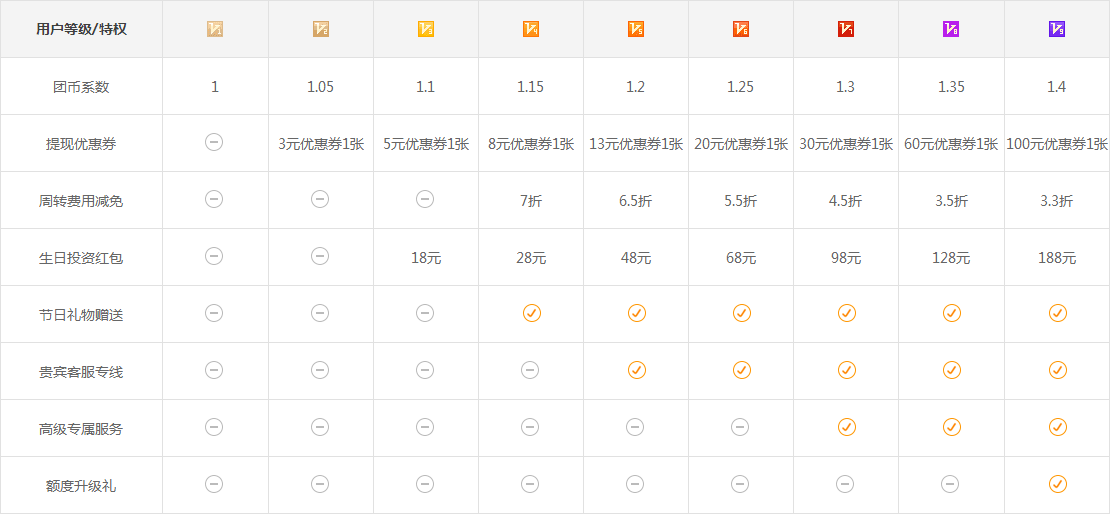 用户等级/特权 V1 V2 V3 V4 V5 V6 V7 V8 V9
团币系数 1 1.05 1.1 1.15 1.2 1.25 1.3 1.35 1.4
提现优惠券 3元优惠券1张 5元优惠券1张 8元优惠券1张 13元优惠券1张 20元优惠券1张 30元优惠券1张 60元优惠券1张 100元优惠券1张
周转费用减免 7折 6.5折 5.5折 4.5折 3.5折 3.3折
生日投资红包 18元 28元 48元 68元 98元 128元 188元
节日礼物赠送
贵宾客服专线
高级专属服务
额度升级礼